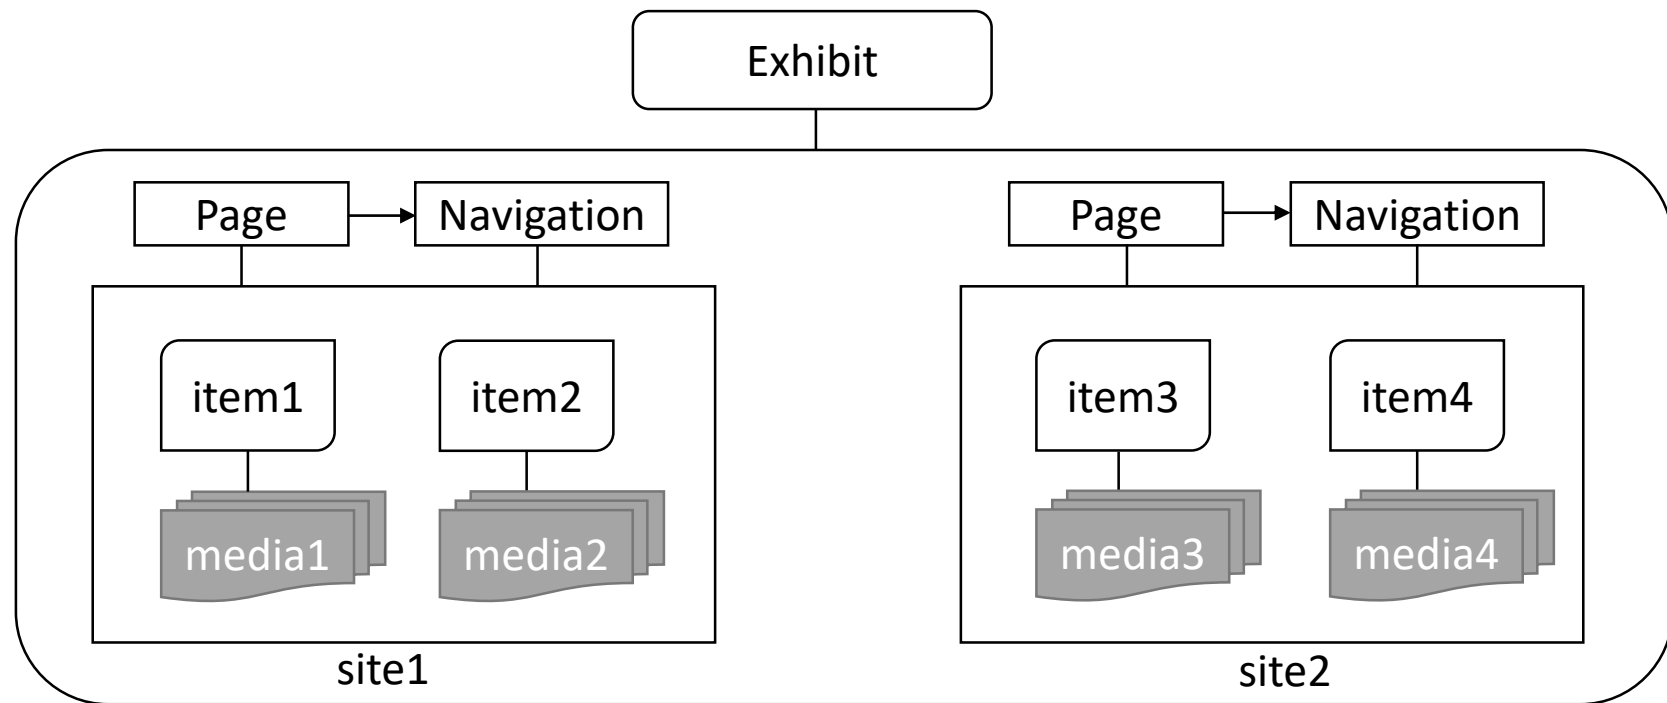 Exhibit
Page
Navigation
Page
Navigation
item1
item2
item3
item4
media1
media2
media3
media4
site1
site2